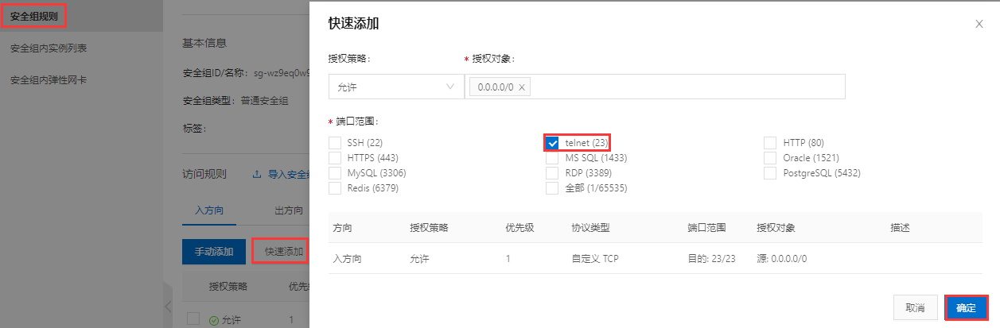 安全组规则
安全组内实例列表
安全组内弹性网卡
基本信息
安全组ID/名称: sg-wz9eq0w9
安全组类型: 普通安全组
标签:
访问规则 导入安全组
入方向 出方向
手动添加 快速添加
授权策略 优先级
允许 1
快速添加
授权策略: * 授权对象:
允许 0.0.0.0/0
* 端口范围:
SSH (22) telnet (23) HTTP (80)
HTTPS (443) MS SQL (1433) Oracle (1521)
MySQL (3306) RDP (3389) PostgreSQL (5432)
Redis (6379) 全部 (1/65535)
方向 授权策略 优先级 协议类型 端口范围 授权对象 描述
入方向 允许 1 自定义 TCP 目的: 23/23 源: 0.0.0.0/0
取消 确定